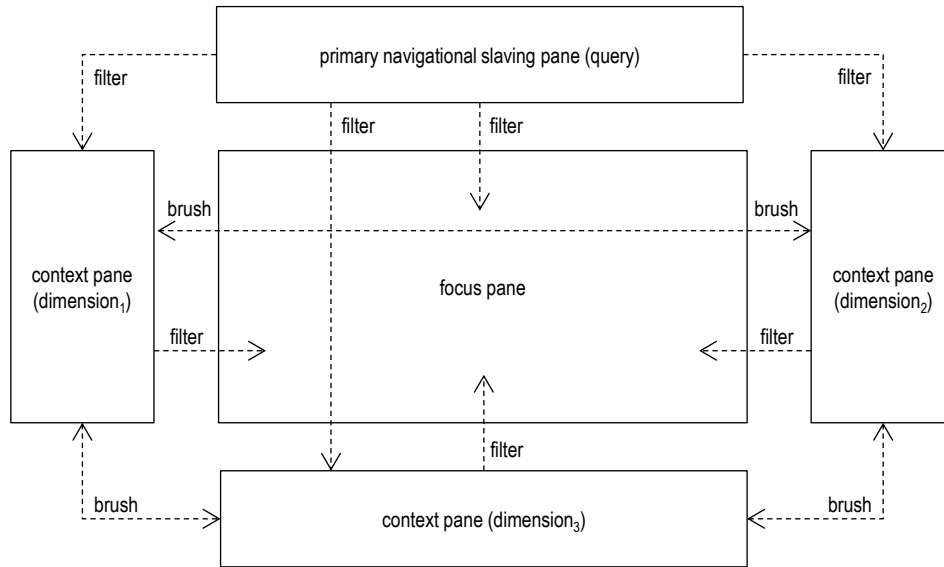 primary navigational slaving pane (query)
filter
filter
filter
filter
brush
brush
context pane
(dimension₁)
focus pane
context pane
(dimension₂)
filter
filter
filter
brush
context pane (dimension₃)
brush